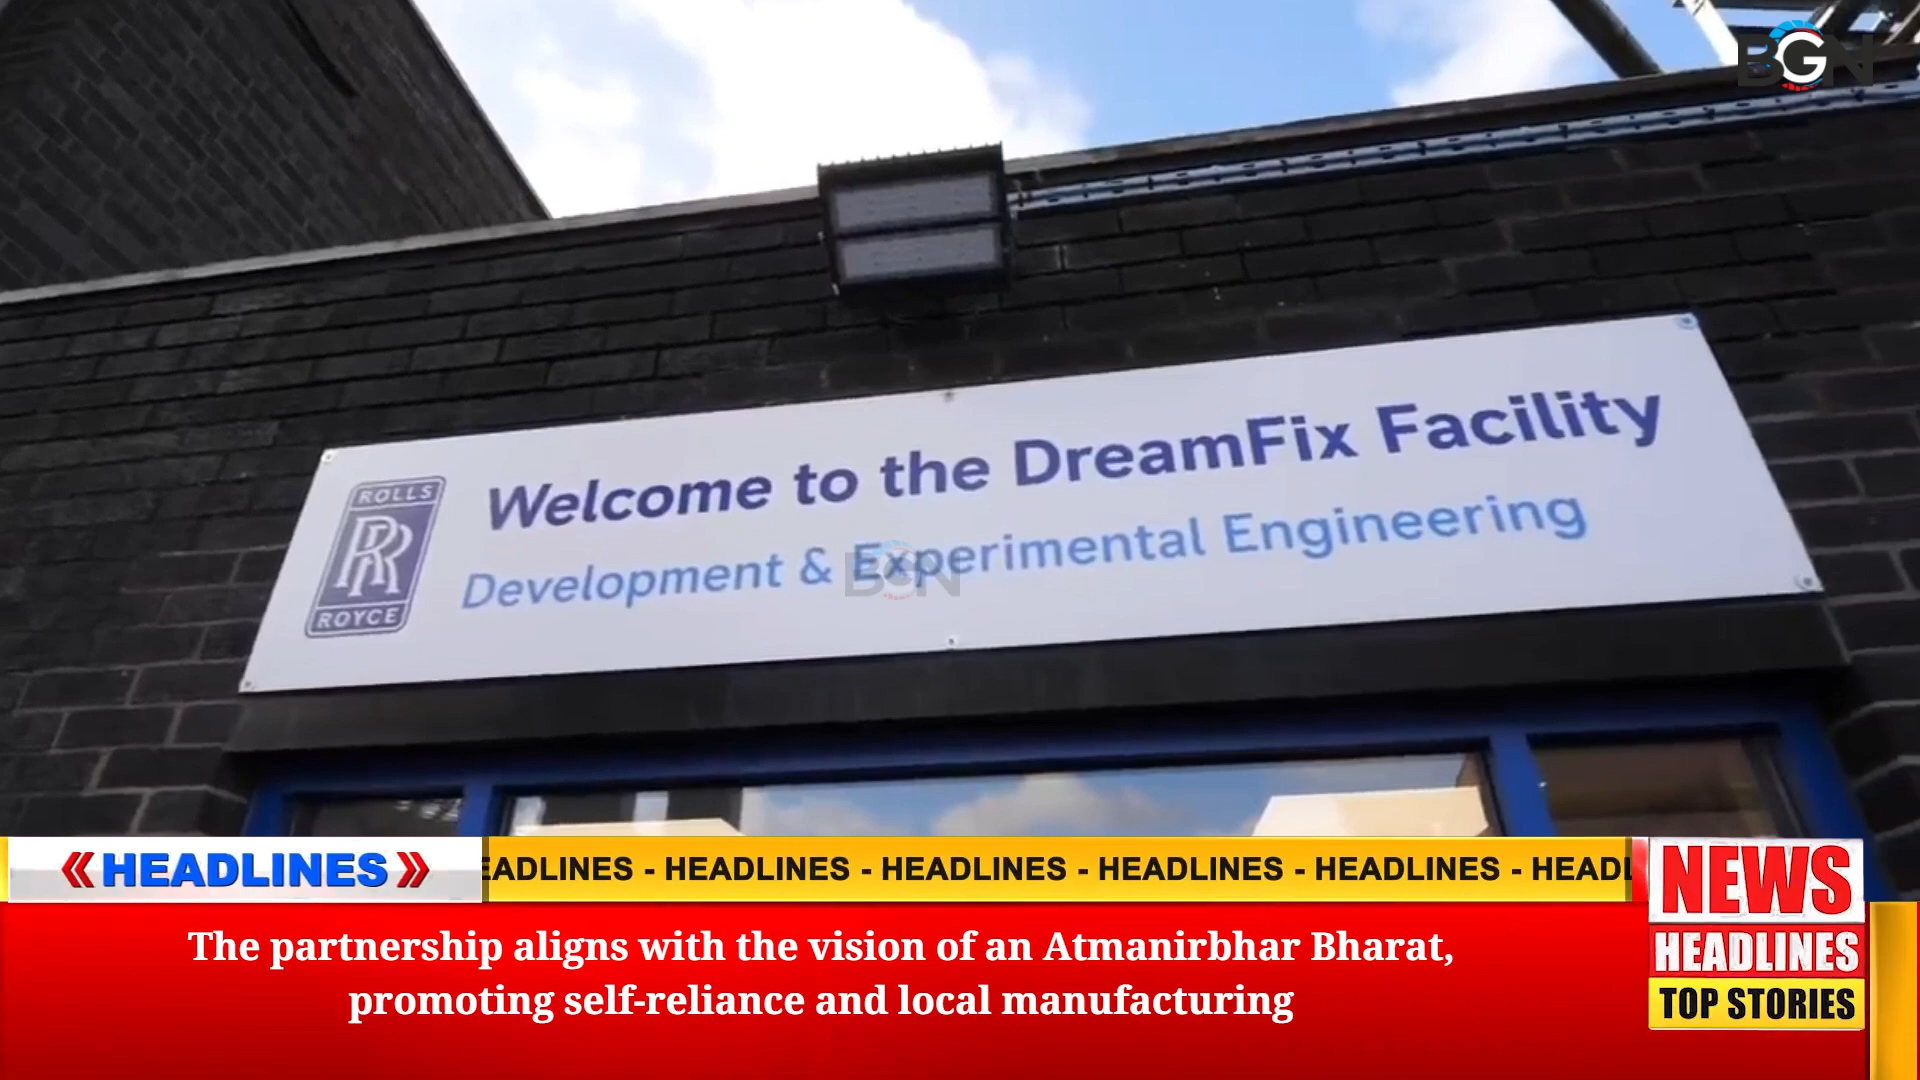 BGN
Welcome to the DreamFix Facility
Development & Experimental Engineering
ROLLS
RR
ROYCE
BGN
HEADLINES
EADLINES - HEADLINES - HEADLINES - HEADLINES - HEADLINES - HEADL
NEWS
HEADLINES
TOP STORIES
The partnership aligns with the vision of an Atmanirbhar Bharat,
promoting self-reliance and local manufacturing